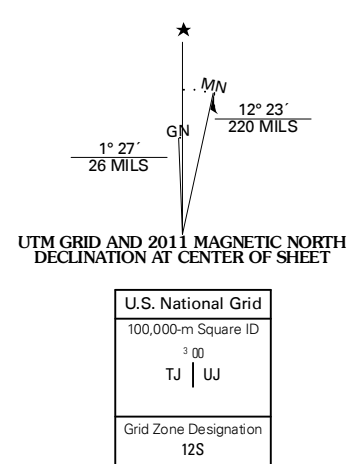 MN
12° 23´
220 MILS
GN
1° 27´
26 MILS
UTM GRID AND 2011 MAGNETIC NORTH
DECLINATION AT CENTER OF SHEET
U.S. National Grid
100,000-m Square ID
3 00
TJ UJ
Grid Zone Designation
12S